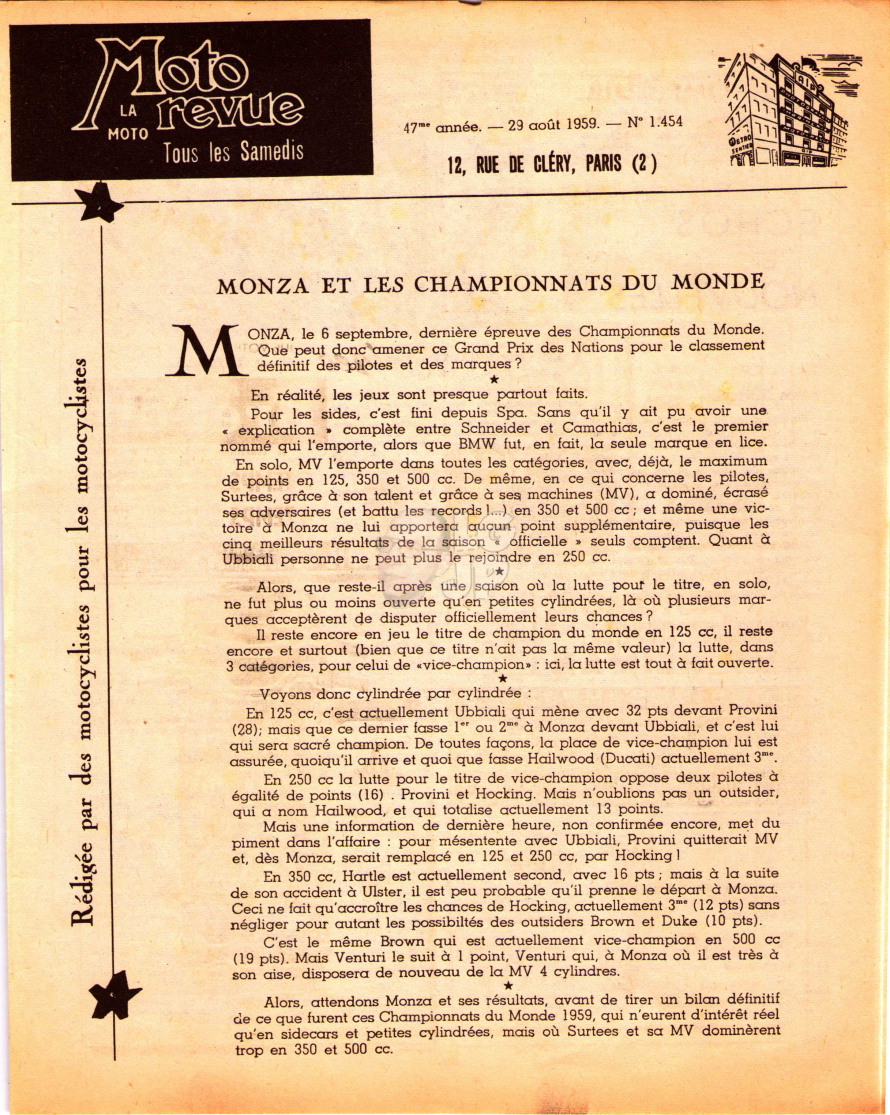 Moto
revue
LA
MOTO
Tous les Samedis
47me année. — 29 août 1959. — N° 1.454
12, RUE DE CLÉRY, PARIS (2)
METRO
SENTIER
Rédigée par des motocyclistes pour les motocyclistes
MONZA ET LES CHAMPIONNATS DU MONDE
MONZA, le 6 septembre, dernière épreuve des Championnats du Monde.
Que peut donc amener ce Grand Prix des Nations pour le classement
définitif des pilotes et des marques ?
En réalité, les jeux sont presque partout faits.
Pour les sides, c'est fini depuis Spa. Sans qu'il y ait pu avoir une
« explication » complète entre Schneider et Camathias, c'est le premier
nommé qui l'emporte, alors que BMW fut, en fait, la seule marque en lice.
En solo, MV l'emporte dans toutes les catégories, avec, déjà, le maximum
de points en 125, 350 et 500 cc. De même, en ce qui concerne les pilotes,
Surtees, grâce à son talent et grâce à ses machines (MV), a dominé, écrasé
ses adversaires (et battu les records !...) en 350 et 500 cc ; et même une vic-
toire à Monza ne lui apportera aucun point supplémentaire, puisque les
cinq meilleurs résultats de la saison « officielle » seuls comptent. Quant à
Ubbiali personne ne peut plus le rejoindre en 250 cc.
Alors, que reste-il après une saison où la lutte pour le titre, en solo,
ne fut plus ou moins ouverte qu'en petites cylindrées, là où plusieurs mar-
ques acceptèrent de disputer officiellement leurs chances ?
Il reste encore en jeu le titre de champion du monde en 125 cc, il reste
encore et surtout (bien que ce titre n'ait pas la même valeur) la lutte, dans
3 catégories, pour celui de «vice-champion» : ici, la lutte est tout à fait ouverte.
Voyons donc cylindrée par cylindrée :
En 125 cc, c'est actuellement Ubbiali qui mène avec 32 pts devant Provini
(28); mais que ce dernier fasse 1er ou 2me à Monza devant Ubbiali, et c'est lui
qui sera sacré champion. De toutes façons, la place de vice-champion lui est
assurée, quoiqu'il arrive et quoi que fasse Hailwood (Ducati) actuellement 3me.
En 250 cc la lutte pour le titre de vice-champion oppose deux pilotes à
égalité de points (16) . Provini et Hocking. Mais n'oublions pas un outsider,
qui a nom Hailwood, et qui totalise actuellement 13 points.
Mais une information de dernière heure, non confirmée encore, met du
piment dans l'affaire : pour mésentente avec Ubbiali, Provini quitterait MV
et, dès Monza, serait remplacé en 125 et 250 cc, par Hocking !
En 350 cc, Hartle est actuellement second, avec 16 pts ; mais à la suite
de son accident à Ulster, il est peu probable qu'il prenne le départ à Monza.
Ceci ne fait qu'accroître les chances de Hocking, actuellement 3me (12 pts) sans
négliger pour autant les possibiltés des outsiders Brown et Duke (10 pts).
C'est le même Brown qui est actuellement vice-champion en 500 cc
(19 pts). Mais Venturi le suit à 1 point, Venturi qui, à Monza où il est très à
son aise, disposera de nouveau de la MV 4 cylindres.
Alors, attendons Monza et ses résultats, avant de tirer un bilan définitif
de ce que furent ces Championnats du Monde 1959, qui n'eurent d'intérêt réel
qu'en sidecars et petites cylindrées, mais où Surtees et sa MV dominèrent
trop en 350 et 500 cc.